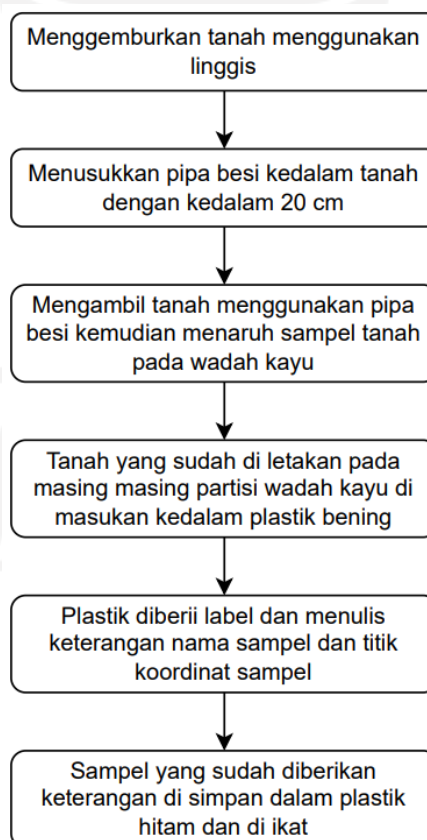 Menggemburkan tanah menggunakan
linggis
Menusukkan pipa besi kedalam tanah
dengan kedalam 20 cm
Mengambil tanah menggunakan pipa
besi kemudian menaruh sampel tanah
pada wadah kayu
Tanah yang sudah di letakan pada
masing masing partisi wadah kayu di
masukan kedalam plastik bening
Plastik diberii label dan menulis
keterangan nama sampel dan titik
koordinat sampel
Sampel yang sudah diberikan
keterangan di simpan dalam plastik
hitam dan di ikat